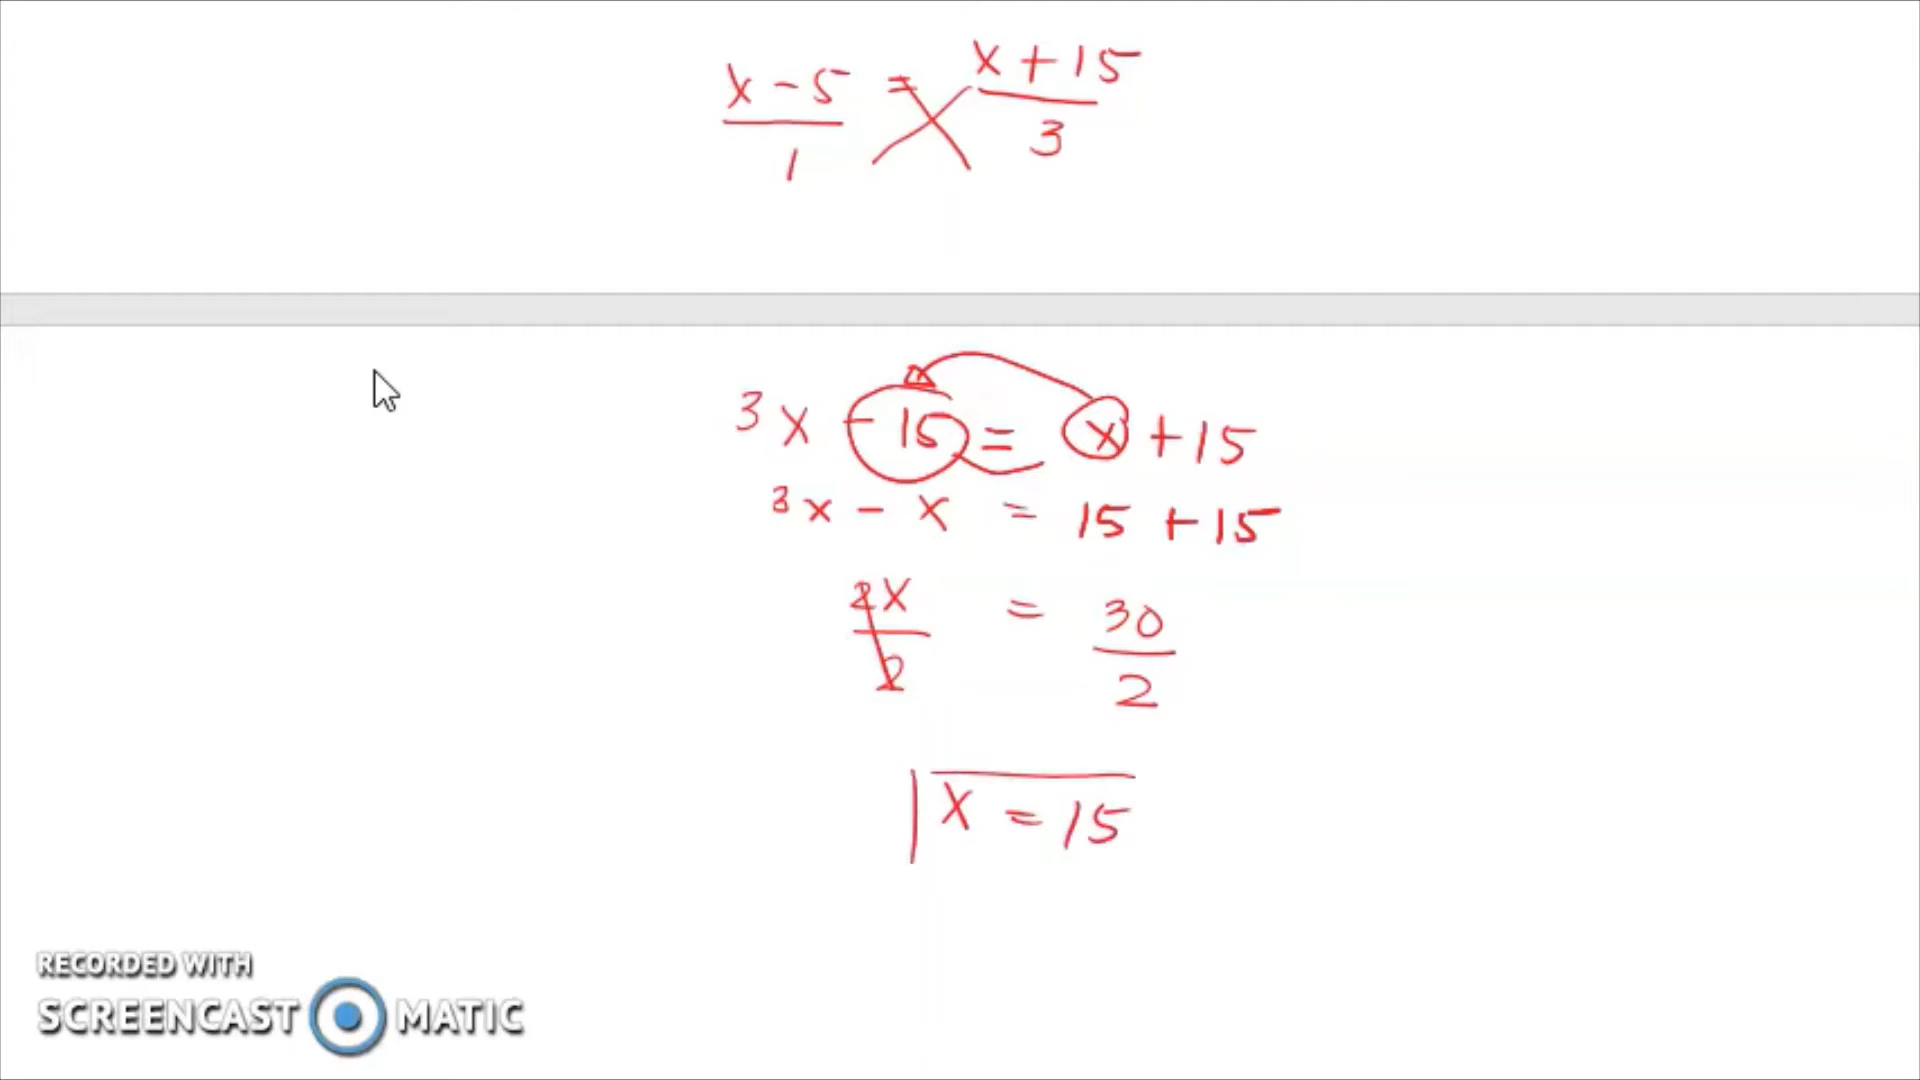 x - 5 = x + 15
1 3
3x - 15 = x + 15
3x - x = 15 + 15
2x = 30
2 2
x = 15
RECORDED WITH
SCREENCAST MATIC